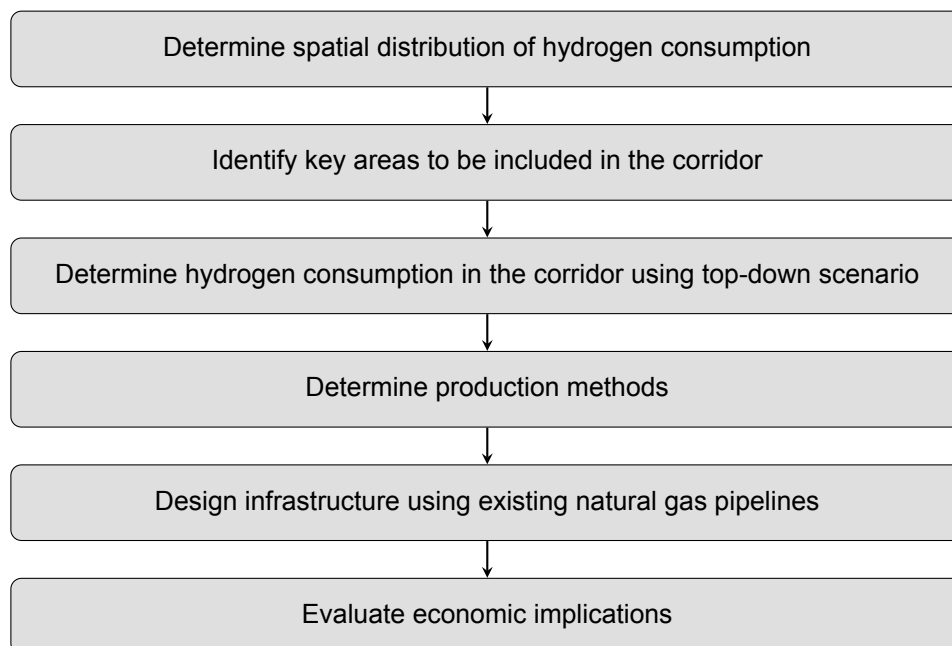 Determine spatial distribution of hydrogen consumption
Identify key areas to be included in the corridor
Determine hydrogen consumption in the corridor using top-down scenario
Determine production methods
Design infrastructure using existing natural gas pipelines
Evaluate economic implications